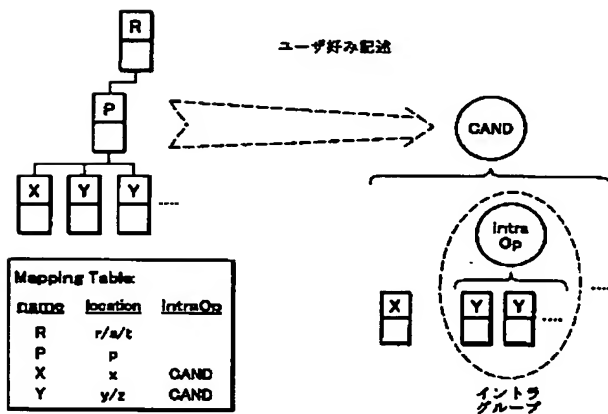 R
ユーザ好み記述
P
CAND
X Y Y .....
Intra
Op
.....
X Y Y .....
Mapping Table:
name location intraOp
R r/s/t
P p
X x CAND
Y y/z CAND
イントラ
グループ